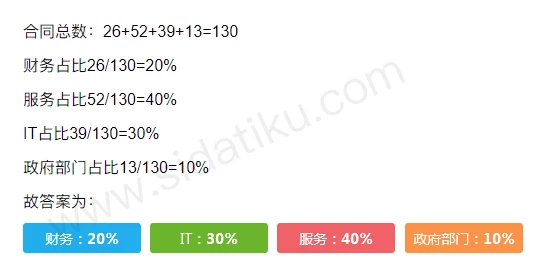 合同总数：26+52+39+13=130
财务占比26/130=20%
服务占比52/130=40%
IT占比39/130=30%
政府部门占比13/130=10%
故答案为：
财务：20% IT：30% 服务：40% 政府部门：10%
www.sidatiku.com